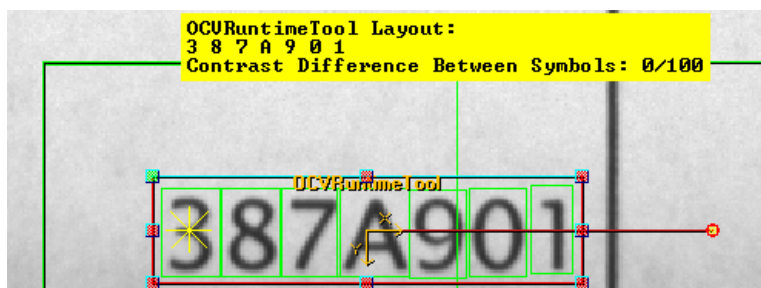 OCVRuntimeTool Layout:
3 8 7 A 9 0 1
Contrast Difference Between Symbols: 0/100
OCVRuntimeTool
387A901
X
Y